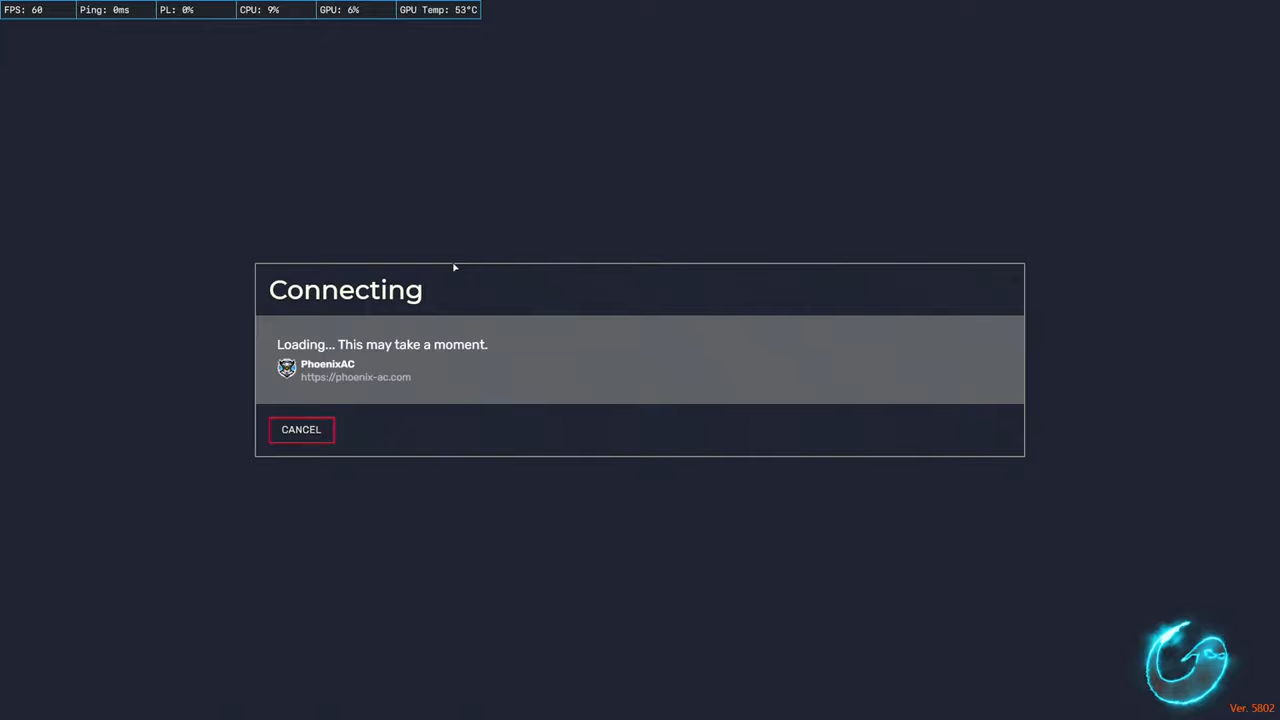 FPS: 60 Ping: 0ms PL: 0% CPU: 9% GPU: 6% GPU Temp: 53°C
Connecting
Loading... This may take a moment.
PhoenixAC
https://phoenix-ac.com
CANCEL
Ver. 5802